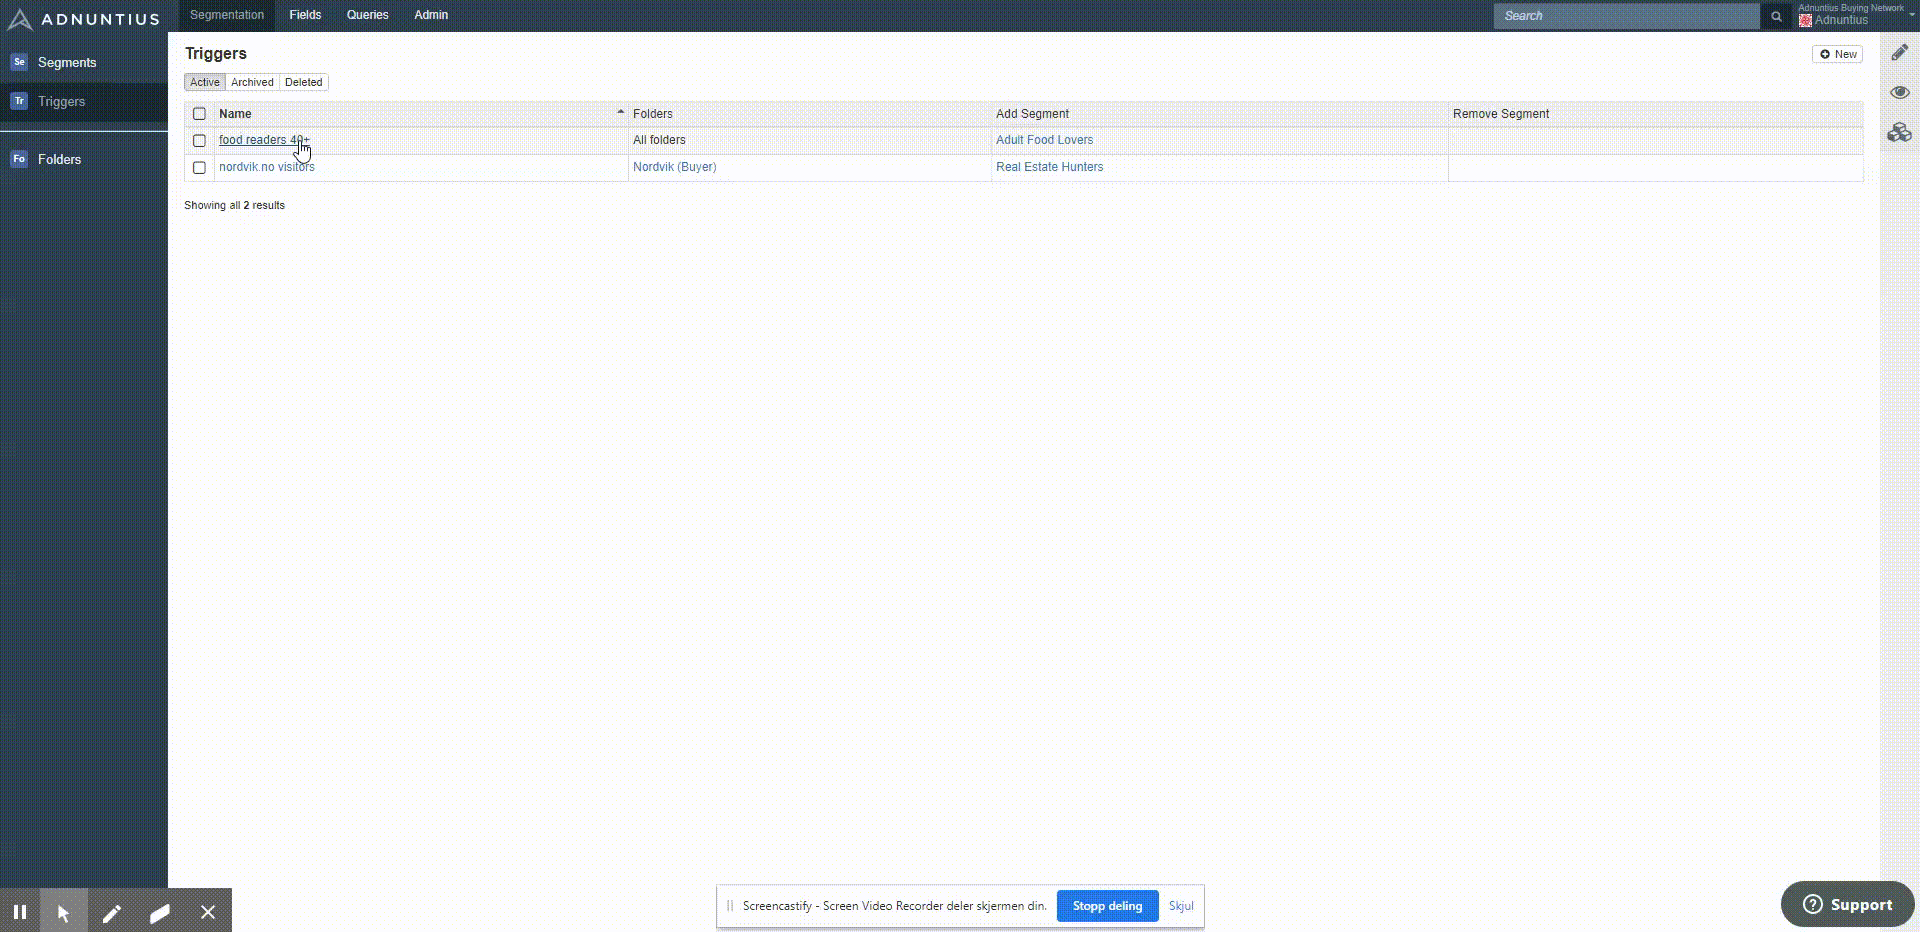 ADNUNTIUS
Segmentation Fields Queries Admin
Search
Adnuntius Buying Network
Adnuntius
Se Segments
Tr Triggers
Fo Folders
Triggers
New
Active Archived Deleted
Name Folders Add Segment Remove Segment
food readers 40+ All folders Adult Food Lovers
nordvik.no visitors Nordvik (Buyer) Real Estate Hunters
Showing all 2 results
Screencastify - Screen Video Recorder deler skjermen din. Stopp deling Skjul
Support